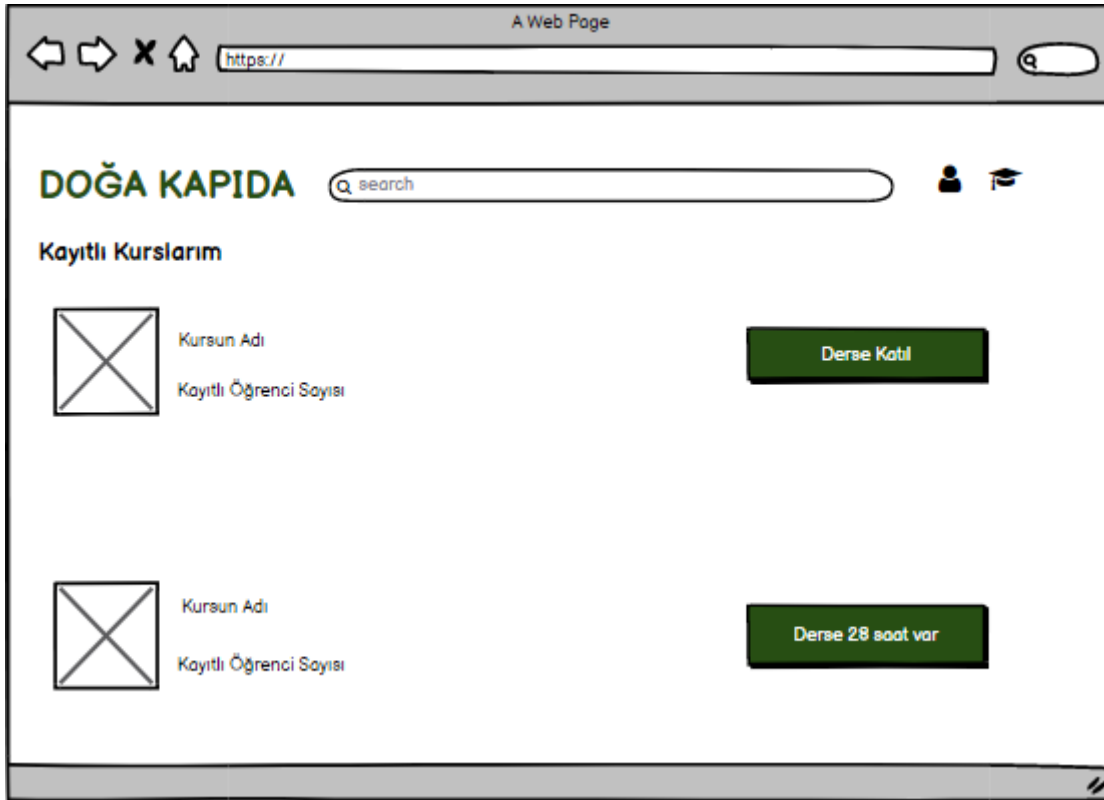 A Web Page
https://
DOĞA KAPIDA
search
Kayıtlı Kurslarım
Kursun Adı
Derse Katıl
Kayıtlı Öğrenci Sayısı
Kursun Adı
Derse 28 saat var
Kayıtlı Öğrenci Sayısı